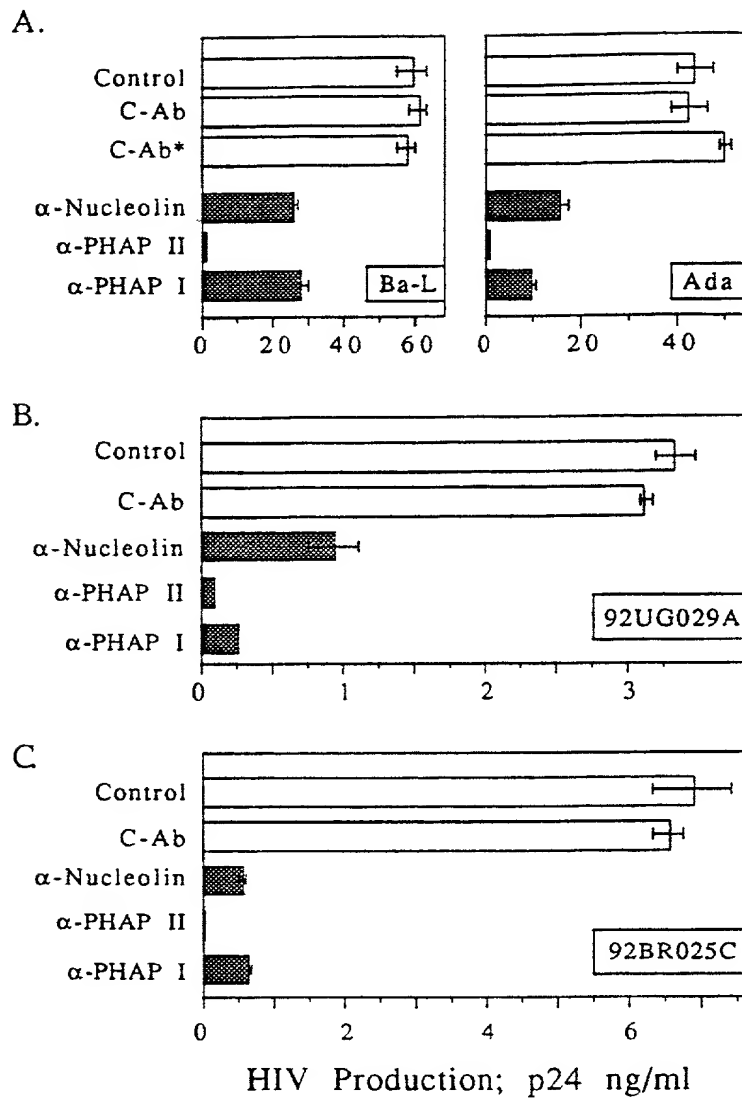 A.
Control
C-Ab
C-Ab*
α-Nucleolin
α-PHAP II
α-PHAP I
Ba-L
0 20 40 60
Ada
0 20 40
B.
Control
C-Ab
α-Nucleolin
α-PHAP II
α-PHAP I
92UG029A
0 1 2 3
C.
Control
C-Ab
α-Nucleolin
α-PHAP II
α-PHAP I
92BR025C
0 2 4 6
HIV Production; p24 ng/ml